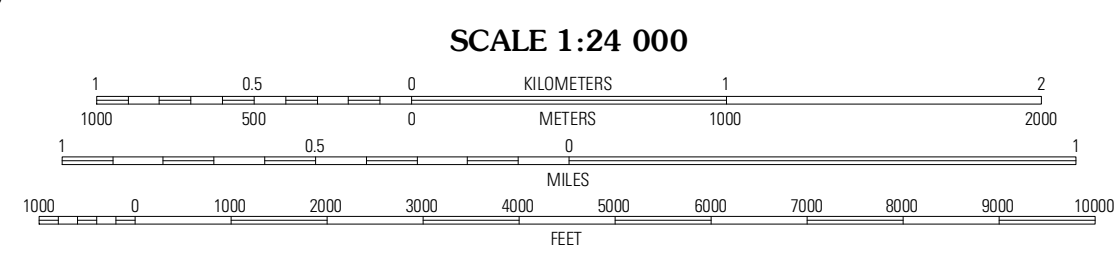 SCALE 1:24 000
1 0.5 0 KILOMETERS 1 2
1000 500 0 METERS 1000 2000
1 0.5 0 1
MILES
1000 0 1000 2000 3000 4000 5000 6000 7000 8000 9000 10000
FEET